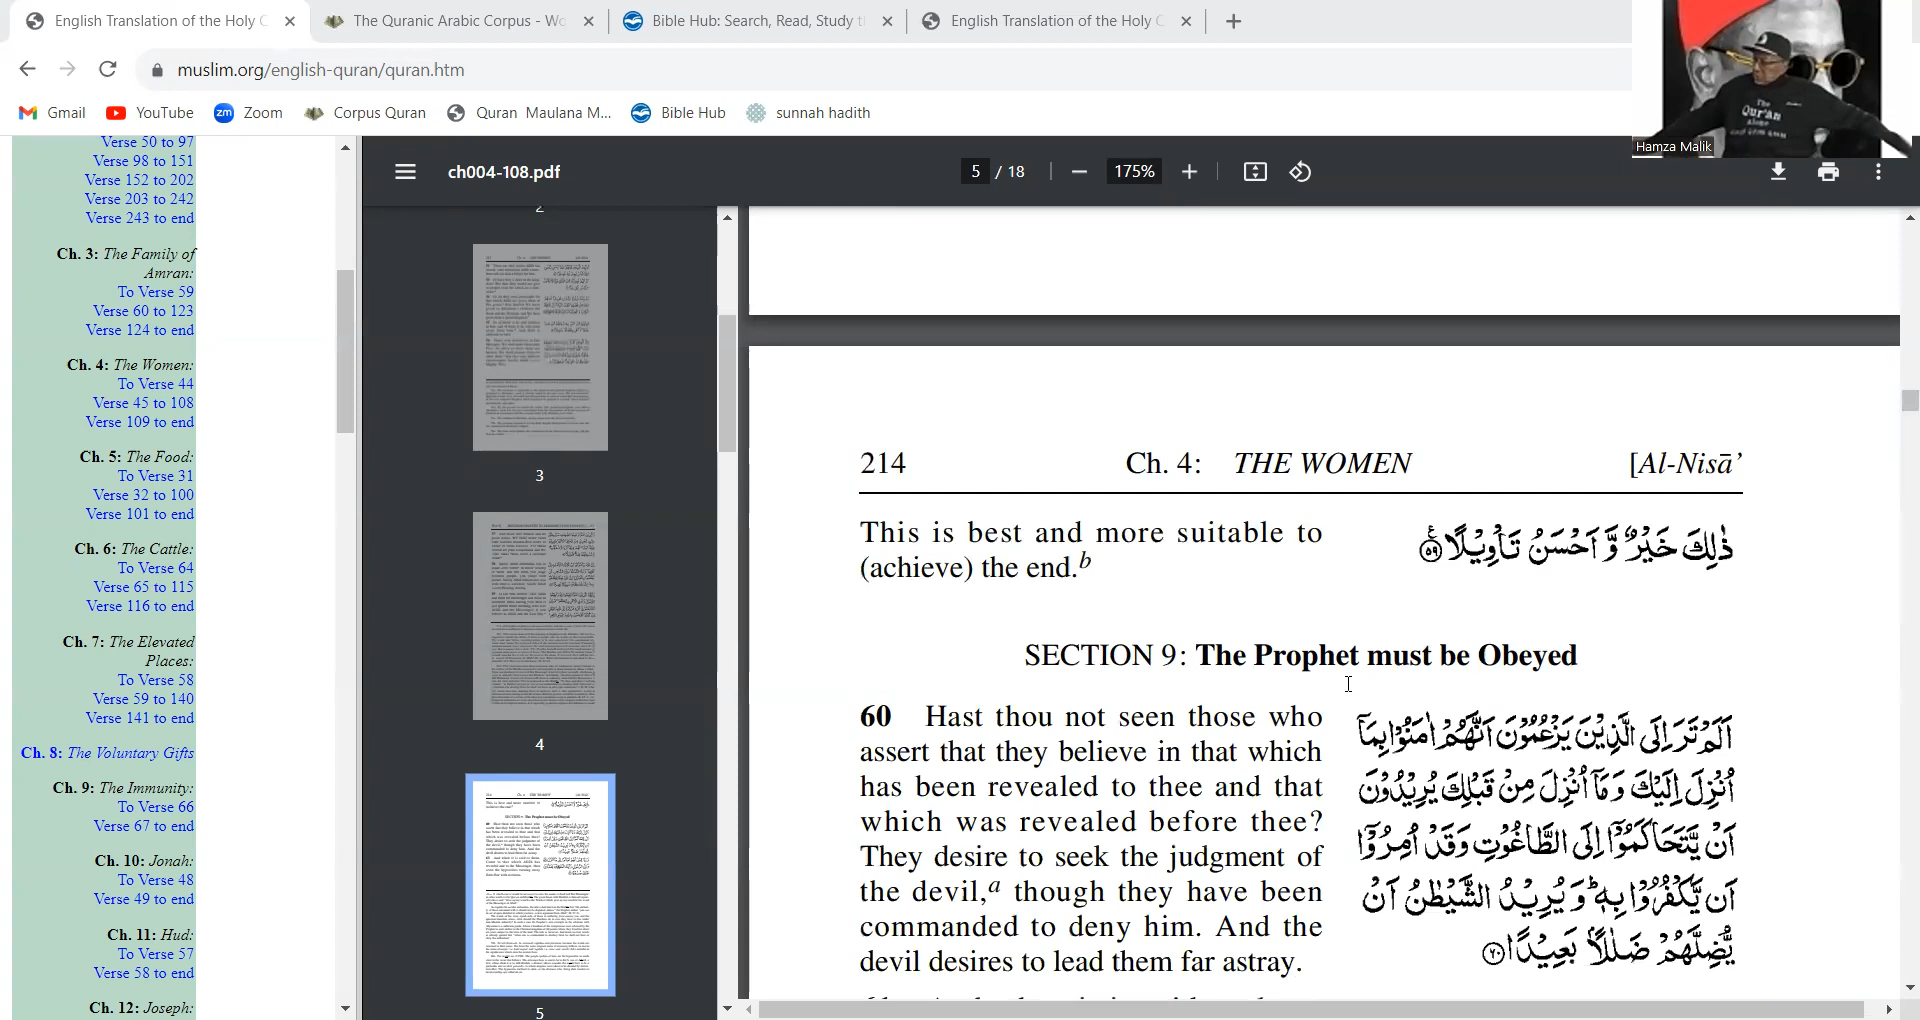 English Translation of the Holy C
The Quranic Arabic Corpus - Wo
Bible Hub: Search, Read, Study t
English Translation of the Holy C
muslim.org/english-quran/quran.htm
Gmail
YouTube
Zoom
Corpus Quran
Quran Maulana M...
Bible Hub
sunnah hadith
The
Qur'an
Hamza Malik
Verse 50 to 97
Verse 98 to 151
Verse 152 to 202
Verse 203 to 242
Verse 243 to end
Ch. 3: The Family of
Amran:
To Verse 59
Verse 60 to 123
Verse 124 to end
Ch. 4: The Women:
To Verse 44
Verse 45 to 108
Verse 109 to end
Ch. 5: The Food:
To Verse 31
Verse 32 to 100
Verse 101 to end
Ch. 6: The Cattle:
To Verse 64
Verse 65 to 115
Verse 116 to end
Ch. 7: The Elevated
Places:
To Verse 58
Verse 59 to 140
Verse 141 to end
Ch. 8: The Voluntary Gifts
Ch. 9: The Immunity:
To Verse 66
Verse 67 to end
Ch. 10: Jonah:
To Verse 48
Verse 49 to end
Ch. 11: Hud:
To Verse 57
Verse 58 to end
Ch. 12: Joseph:
ch004-108.pdf
5 / 18
175%
2
3
4
5
214 Ch. 4: THE WOMEN [Al-Nisā’
This is best and more suitable to
(achieve) the end.b
ذٰلِكَ خَيْرٌ وَّ اَحْسَنُ تَاْوِيْلًا ۵۹
SECTION 9: The Prophet must be Obeyed
60 Hast thou not seen those who
assert that they believe in that which
has been revealed to thee and that
which was revealed before thee?
They desire to seek the judgment of
the devil,a though they have been
commanded to deny him. And the
devil desires to lead them far astray.
اَلَمْ تَرَ اِلَى الَّذِيْنَ يَزْعُمُوْنَ اَنَّهُمْ اٰمَنُوْا بِمَاۤ
اُنْزِلَ اِلَيْكَ وَ مَاۤ اُنْزِلَ مِنْ قَبْلِكَ يُرِيْدُوْنَ
اَنْ يَّتَحَاكَمُوْۤا اِلَى الطَّاغُوْتِ وَ قَدْ اُمِرُوْۤا
اَنْ يَّكْفُرُوْا بِهٖ ؕ وَ يُرِيْدُ الشَّيْطٰنُ اَنْ
يُّضِلَّهُمْ ضَلٰلًۢا بَعِيْدًا ۶۰